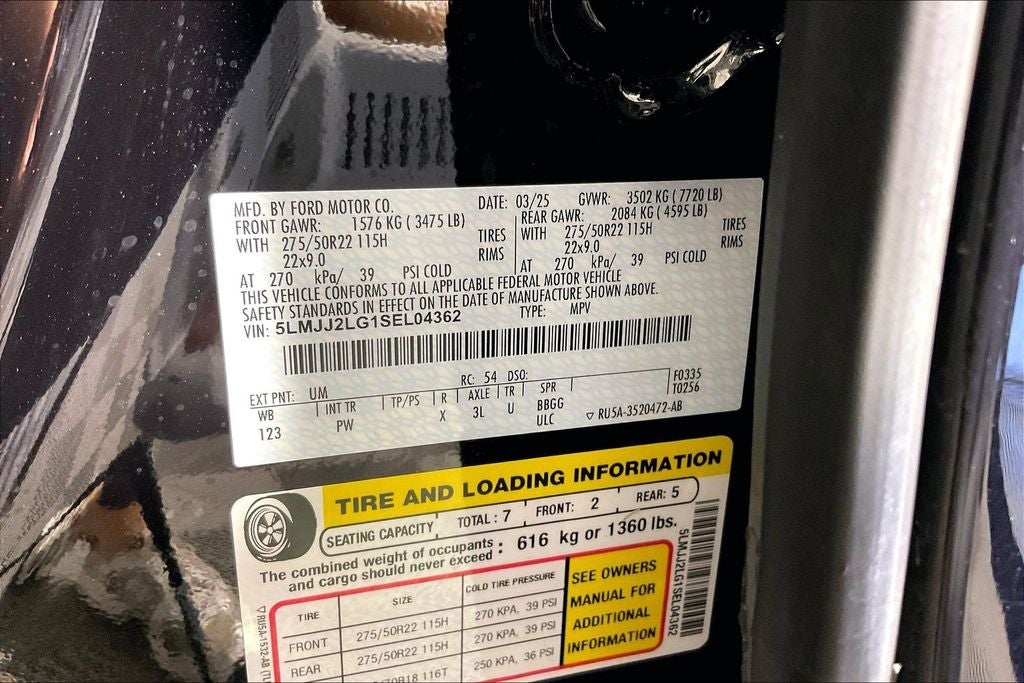 MFD. BY FORD MOTOR CO. DATE: 03/25 GVWR: 3502 KG ( 7720 LB)
FRONT GAWR: 1576 KG ( 3475 LB) REAR GAWR: 2084 KG ( 4595 LB)
WITH 275/50R22 115H TIRES WITH 275/50R22 115H TIRES
22x9.0 RIMS 22x9.0 RIMS
AT 270 kPa/ 39 PSI COLD AT 270 kPa/ 39 PSI COLD
THIS VEHICLE CONFORMS TO ALL APPLICABLE FEDERAL MOTOR VEHICLE
SAFETY STANDARDS IN EFFECT ON THE DATE OF MANUFACTURE SHOWN ABOVE.
VIN: 5LMJJ2LG1SEL04362 TYPE: MPV
EXT PNT: UM RC: 54 DSO: F0335
T0256
WB INT TR TP/PS R AXLE TR SPR
123 PW X 3L U BBGG
ULC
▽ RU5A-3520472-AB
TIRE AND LOADING INFORMATION
SEATING CAPACITY TOTAL : 7 FRONT: 2 REAR: 5
The combined weight of occupants
and cargo should never exceed : 616 kg or 1360 lbs.
TIRE SIZE COLD TIRE PRESSURE
FRONT 275/50R22 115H 270 KPA, 39 PSI
REAR 275/50R22 115H 270 KPA, 39 PSI
70R18 116T 250 KPA, 36 PSI
SEE OWNERS
MANUAL FOR
ADDITIONAL
INFORMATION
5LMJJ2LG1SEL04362
▽ RU5A-1532-AB